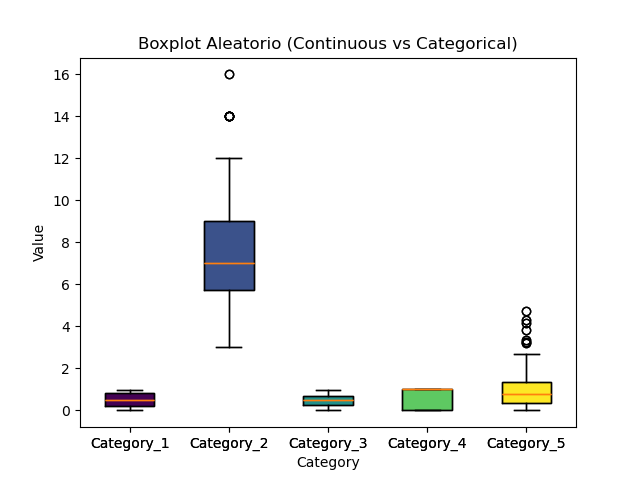 Boxplot Aleatorio (Continuous vs Categorical)
Value
16
14
12
10
8
6
4
2
0
Category_1 Category_2 Category_3 Category_4 Category_5
Category